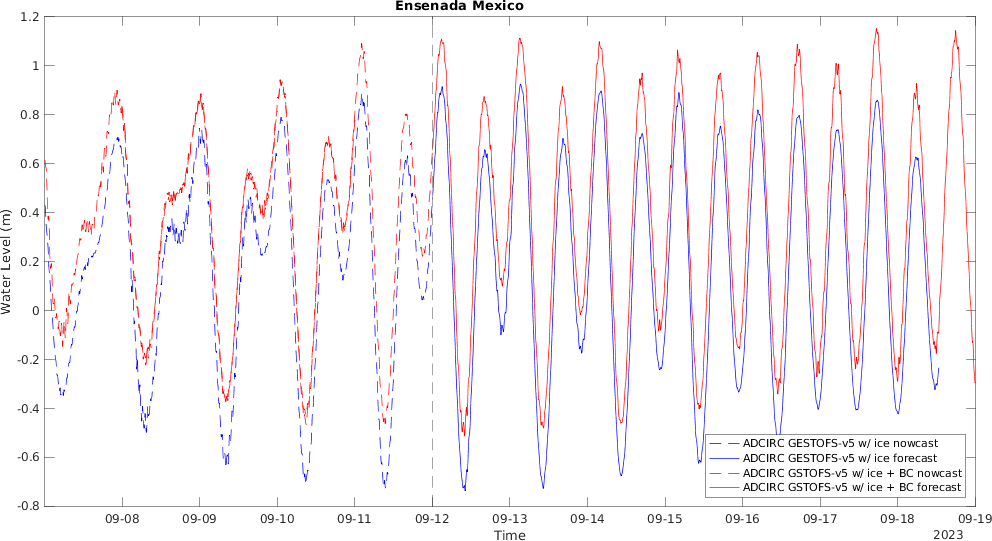 Ensenada Mexico
1.2
1
0.8
0.6
0.4
0.2
0
-0.2
-0.4
-0.6
-0.8
Water Level (m)
ADCIRC GESTOFS-v5 w/ ice nowcast
ADCIRC GESTOFS-v5 w/ ice forecast
ADCIRC GSTOFS-v5 w/ ice + BC nowcast
ADCIRC GSTOFS-v5 w/ ice + BC forecast
09-08 09-09 09-10 09-11 09-12 09-13 09-14 09-15 09-16 09-17 09-18 09-19
Time
2023